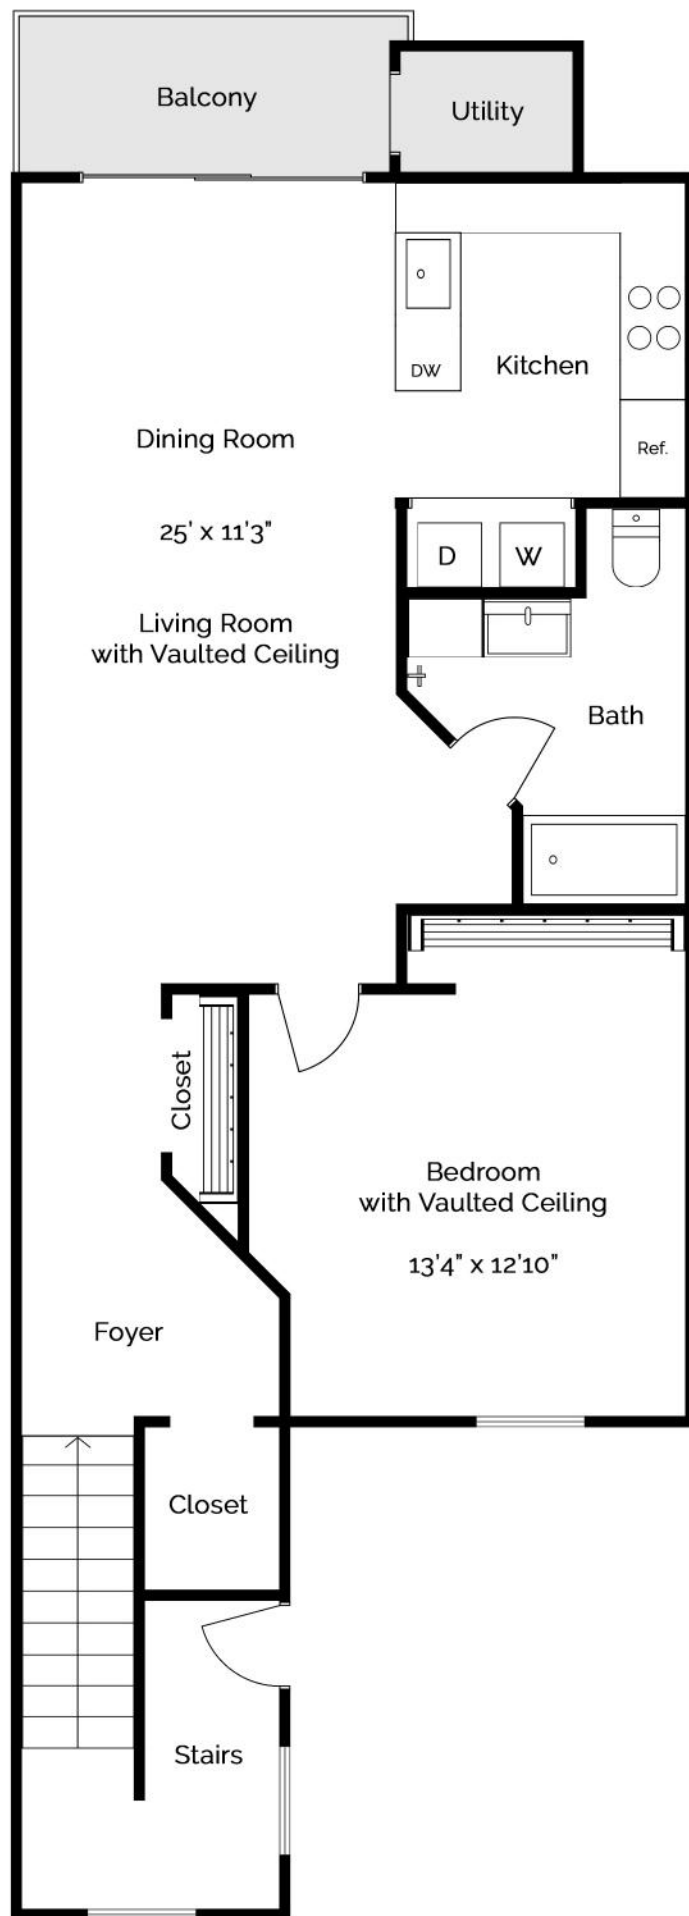 Balcony
Utility
Kitchen
DW
Dining Room
Ref.
25' x 11'3"
D
W
Living Room
with Vaulted Ceiling
Bath
Closet
Bedroom
with Vaulted Ceiling
13'4" x 12'10"
Foyer
Closet
Stairs